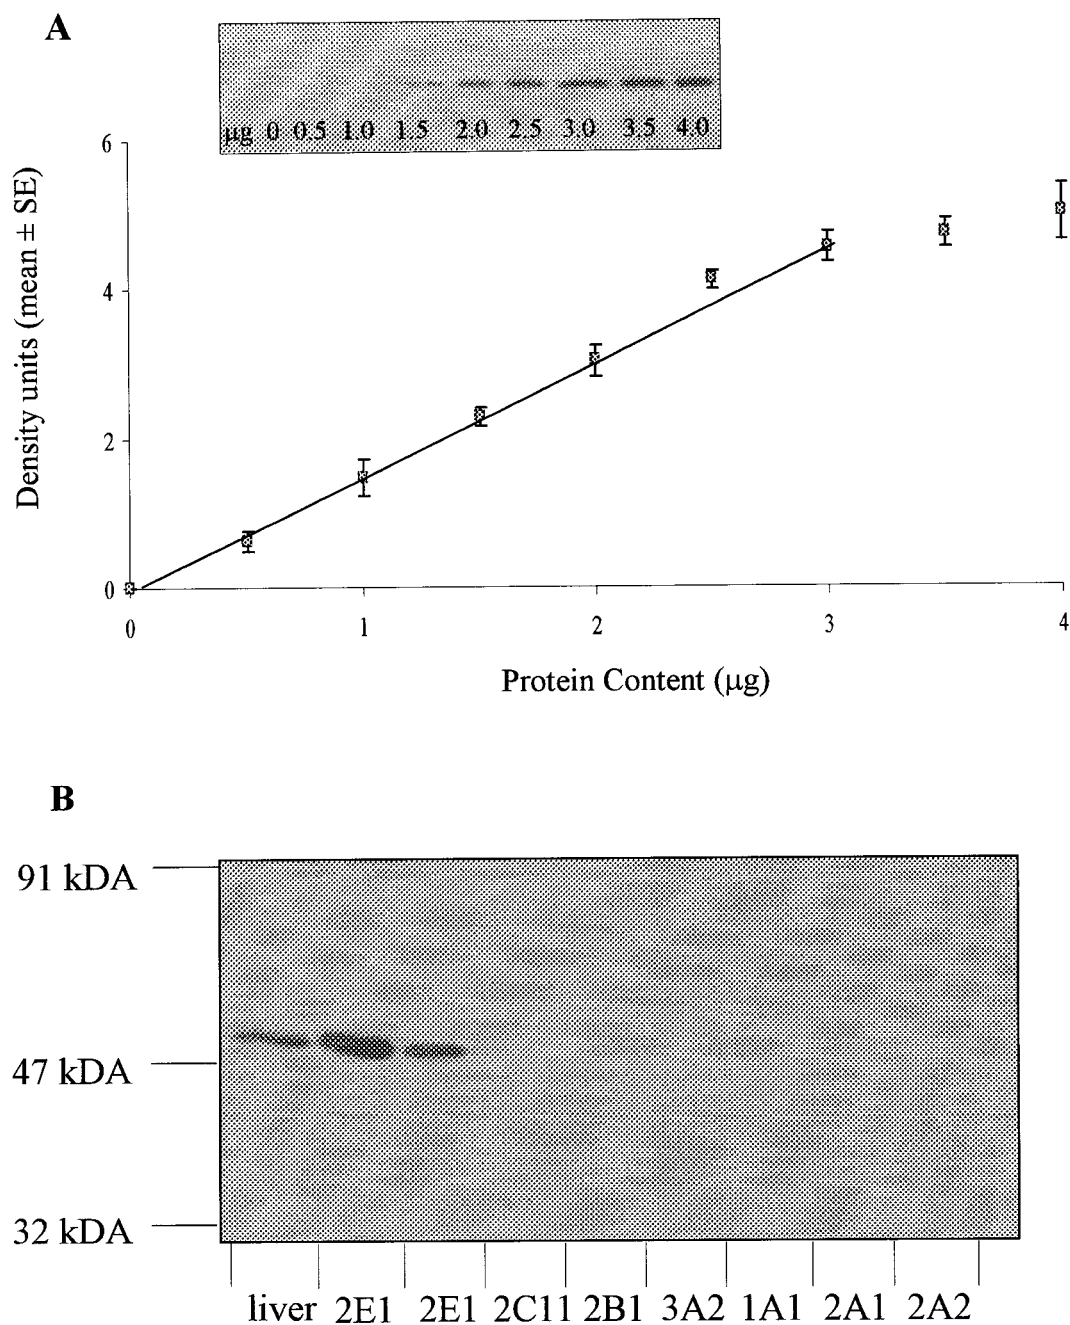 A
µg 0 0.5 1.0 1.5 2.0 2.5 3.0 3.5 4.0
Density units (mean ± SE)
6
4
2
0
0 1 2 3 4
Protein Content (µg)
B
91 kDA
47 kDA
32 kDA
liver 2E1 2E1 2C11 2B1 3A2 1A1 2A1 2A2